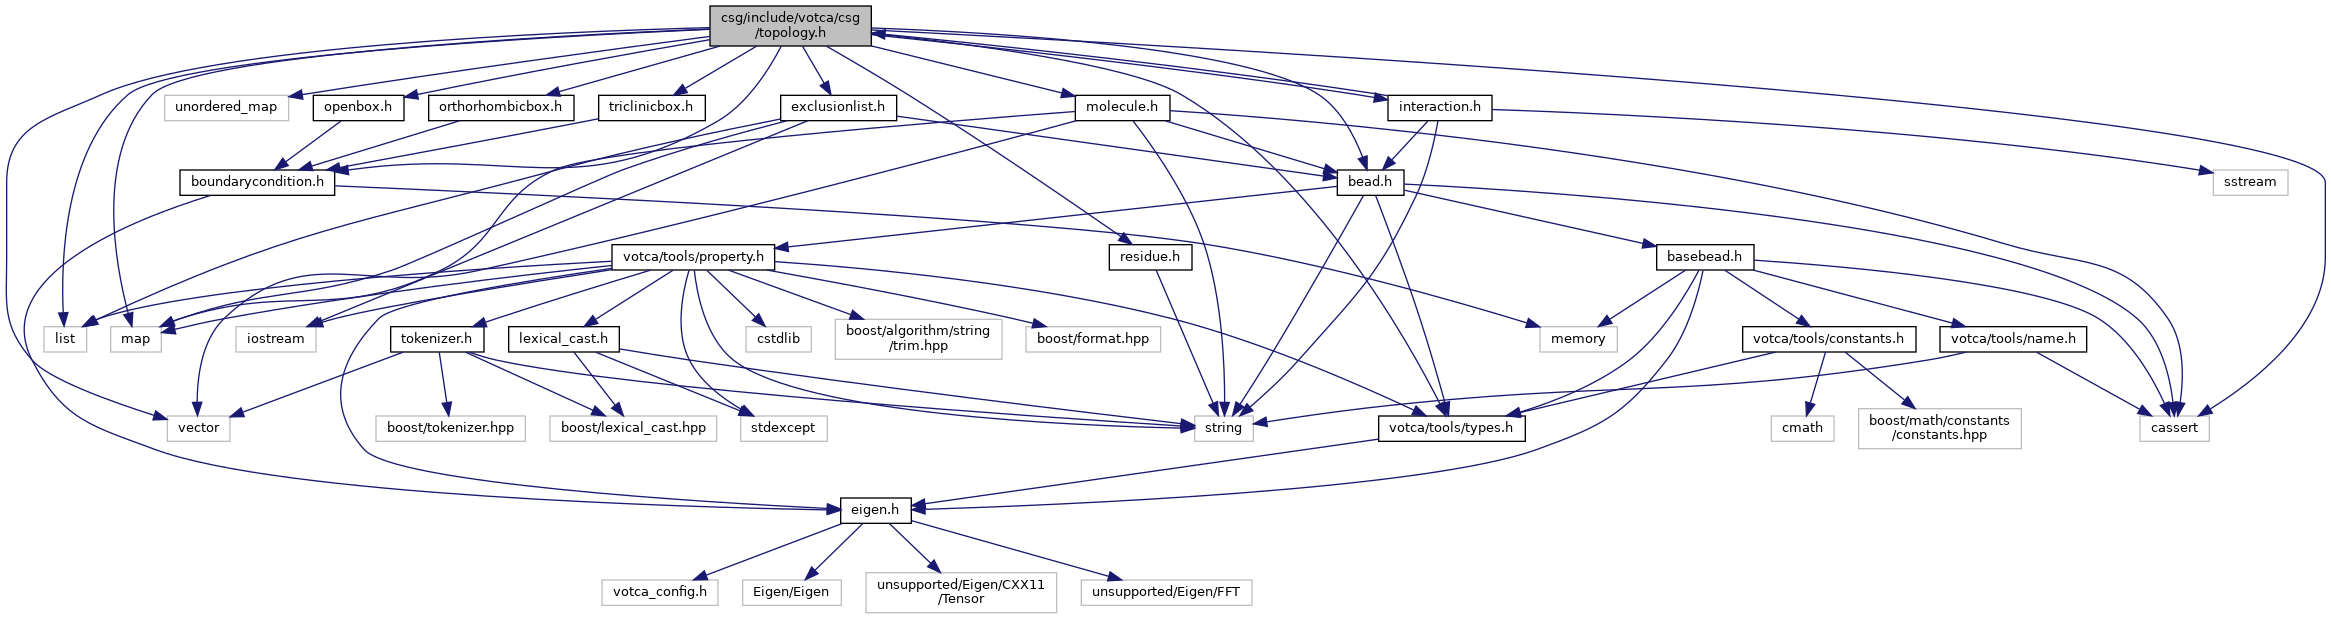 csg/include/votca/csg
/topology.h
unordered_map
openbox.h
orthorhombicbox.h
triclinicbox.h
exclusionlist.h
molecule.h
interaction.h
boundarycondition.h
bead.h
sstream
votca/tools/property.h
residue.h
basebead.h
list
map
iostream
tokenizer.h
lexical_cast.h
cstdlib
boost/algorithm/string
/trim.hpp
boost/format.hpp
memory
votca/tools/constants.h
votca/tools/name.h
vector
boost/tokenizer.hpp
boost/lexical_cast.hpp
stdexcept
string
votca/tools/types.h
cmath
boost/math/constants
/constants.hpp
cassert
eigen.h
votca_config.h
Eigen/Eigen
unsupported/Eigen/CXX11
/Tensor
unsupported/Eigen/FFT